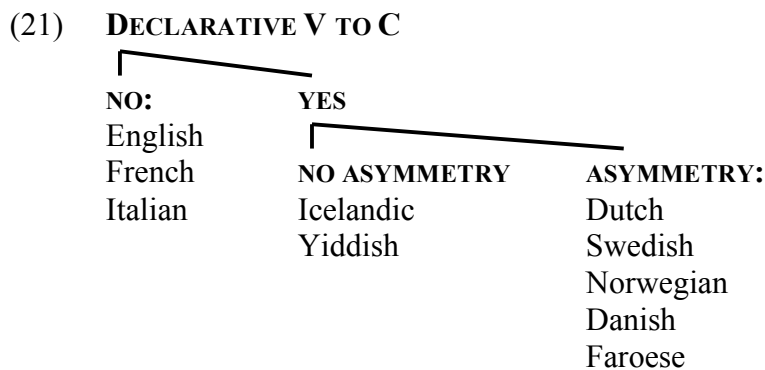 (21) DECLARATIVE V TO C
NO: YES
English
French NO ASYMMETRY ASYMMETRY:
Italian Icelandic Dutch
Yiddish Swedish
Norwegian
Danish
Faroese